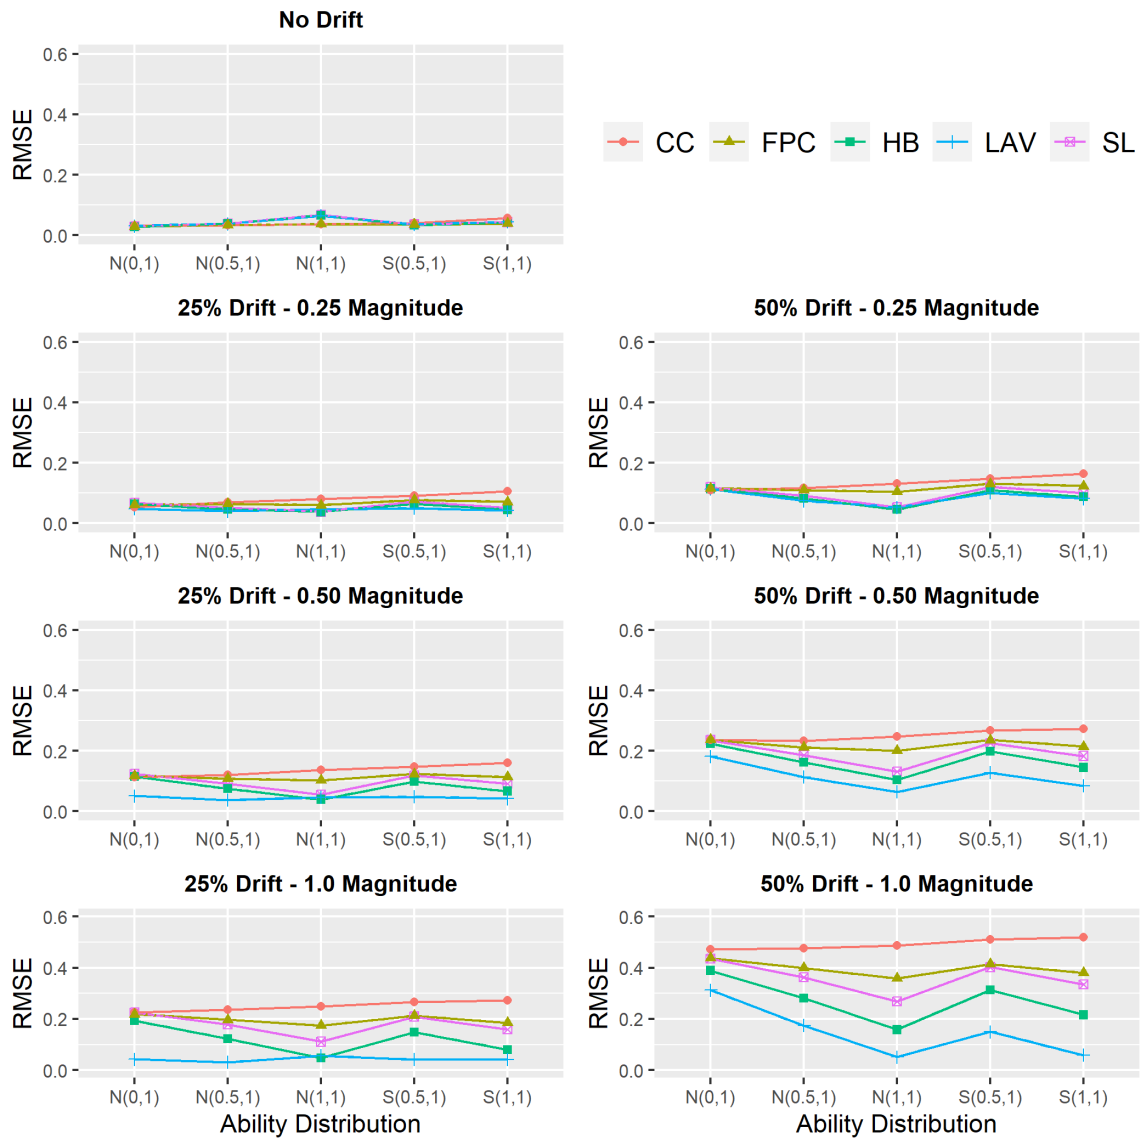 No Drift
RMSE
0.6
0.4
0.2
0.0
N(0,1) N(0.5,1) N(1,1) S(0.5,1) S(1,1)
CC FPC HB LAV SL
25% Drift - 0.25 Magnitude
RMSE
0.6
0.4
0.2
0.0
N(0,1) N(0.5,1) N(1,1) S(0.5,1) S(1,1)
50% Drift - 0.25 Magnitude
RMSE
0.6
0.4
0.2
0.0
N(0,1) N(0.5,1) N(1,1) S(0.5,1) S(1,1)
25% Drift - 0.50 Magnitude
RMSE
0.6
0.4
0.2
0.0
N(0,1) N(0.5,1) N(1,1) S(0.5,1) S(1,1)
50% Drift - 0.50 Magnitude
RMSE
0.6
0.4
0.2
0.0
N(0,1) N(0.5,1) N(1,1) S(0.5,1) S(1,1)
25% Drift - 1.0 Magnitude
RMSE
0.6
0.4
0.2
0.0
N(0,1) N(0.5,1) N(1,1) S(0.5,1) S(1,1)
Ability Distribution
50% Drift - 1.0 Magnitude
RMSE
0.6
0.4
0.2
0.0
N(0,1) N(0.5,1) N(1,1) S(0.5,1) S(1,1)
Ability Distribution